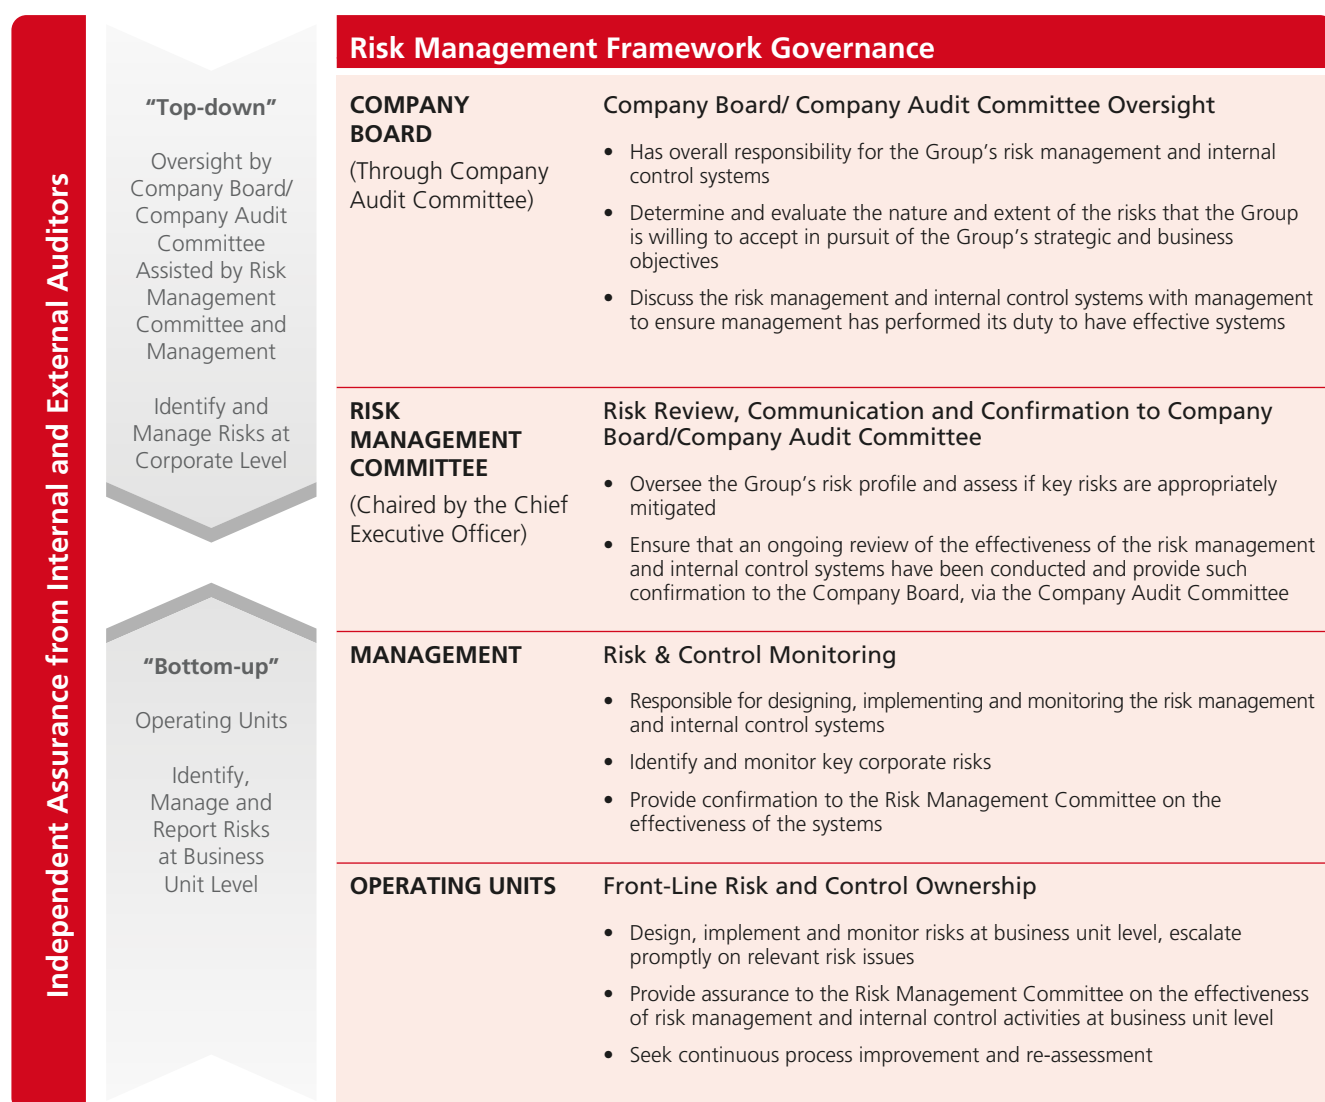 Independent Assurance from Internal and External Auditors
“Top-down”
Oversight by
Company Board/
Company Audit
Committee
Assisted by Risk
Management
Committee and
Management
Identify and
Manage Risks at
Corporate Level
“Bottom-up”
Operating Units
Identify,
Manage and
Report Risks
at Business
Unit Level
Risk Management Framework Governance
COMPANY
BOARD
(Through Company
Audit Committee)
Company Board/ Company Audit Committee Oversight
• Has overall responsibility for the Group’s risk management and internal
control systems
• Determine and evaluate the nature and extent of the risks that the Group
is willing to accept in pursuit of the Group’s strategic and business
objectives
• Discuss the risk management and internal control systems with management
to ensure management has performed its duty to have effective systems
RISK
MANAGEMENT
COMMITTEE
(Chaired by the Chief
Executive Officer)
Risk Review, Communication and Confirmation to Company
Board/Company Audit Committee
• Oversee the Group’s risk profile and assess if key risks are appropriately
mitigated
• Ensure that an ongoing review of the effectiveness of the risk management
and internal control systems have been conducted and provide such
confirmation to the Company Board, via the Company Audit Committee
MANAGEMENT
Risk & Control Monitoring
• Responsible for designing, implementing and monitoring the risk management
and internal control systems
• Identify and monitor key corporate risks
• Provide confirmation to the Risk Management Committee on the
effectiveness of the systems
OPERATING UNITS
Front-Line Risk and Control Ownership
• Design, implement and monitor risks at business unit level, escalate
promptly on relevant risk issues
• Provide assurance to the Risk Management Committee on the effectiveness
of risk management and internal control activities at business unit level
• Seek continuous process improvement and re-assessment